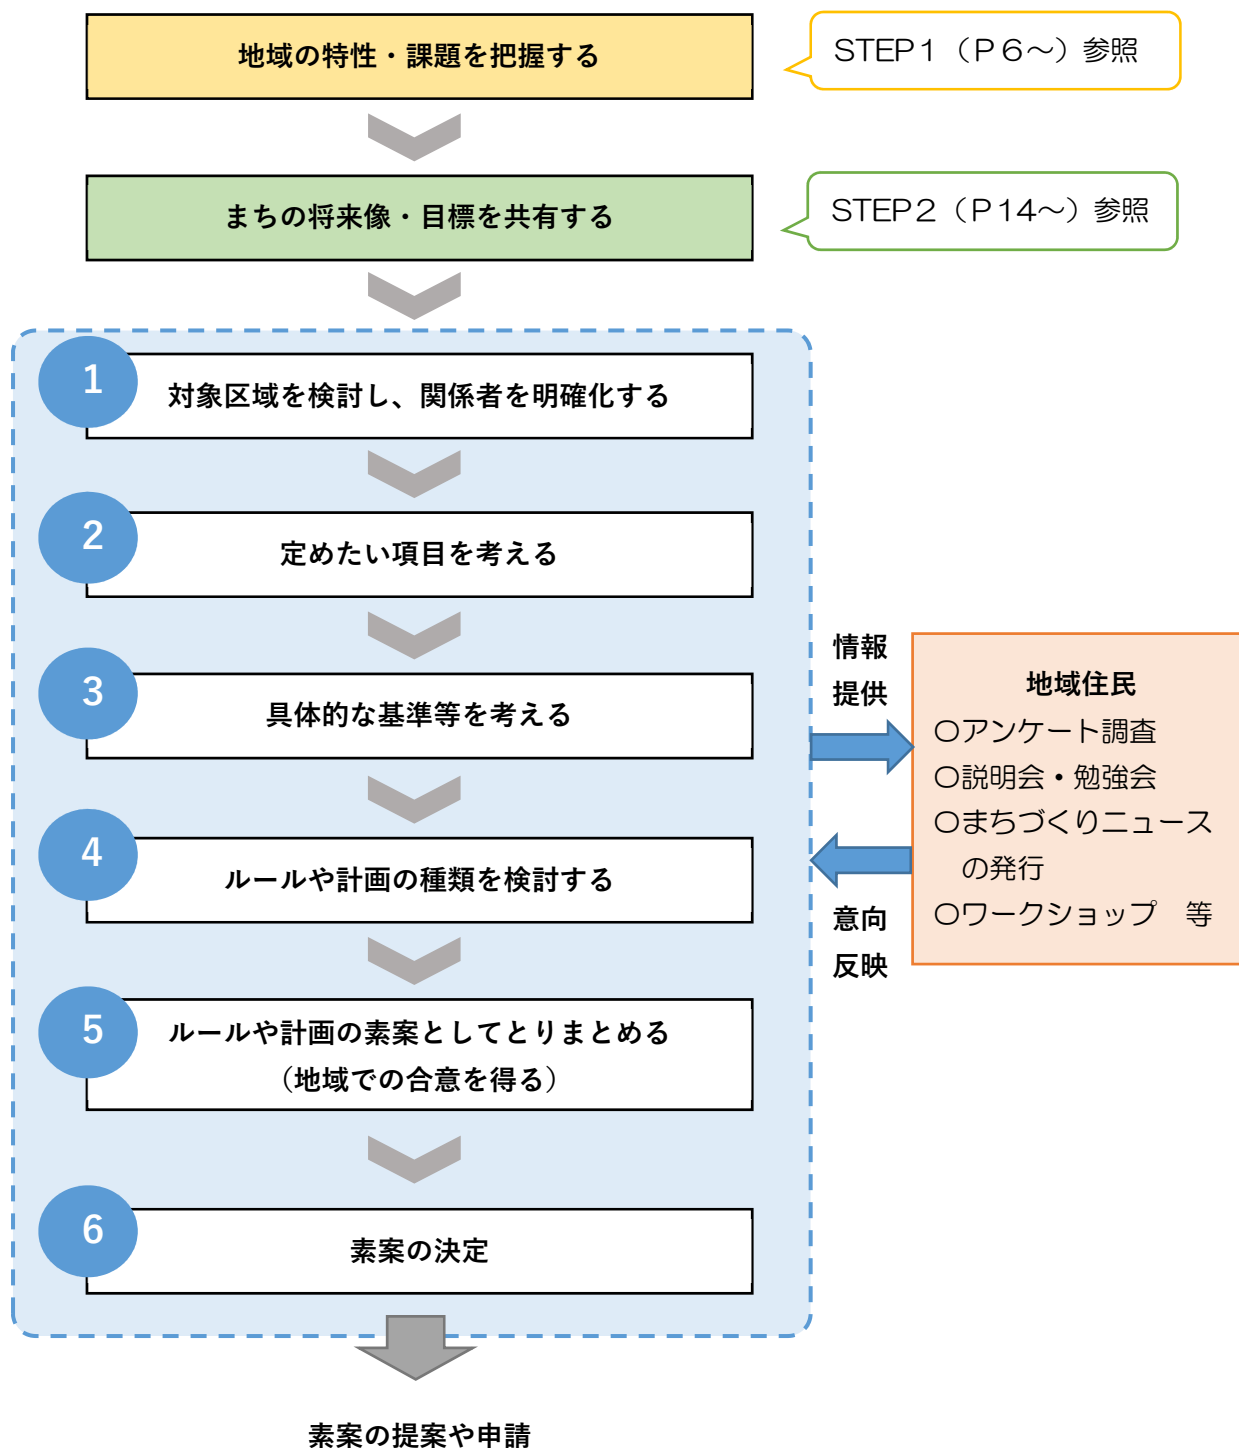 地域の特性・課題を把握する
STEP1（P6～）参照
まちの将来像・目標を共有する
STEP2（P14～）参照
1
対象区域を検討し、関係者を明確化する
2
定めたい項目を考える
3
具体的な基準等を考える
4
ルールや計画の種類を検討する
5
ルールや計画の素案としてとりまとめる
（地域での合意を得る）
6
素案の決定
情報
提供
意向
反映
地域住民
〇アンケート調査
〇説明会・勉強会
〇まちづくりニュース
の発行
〇ワークショップ　等
素案の提案や申請